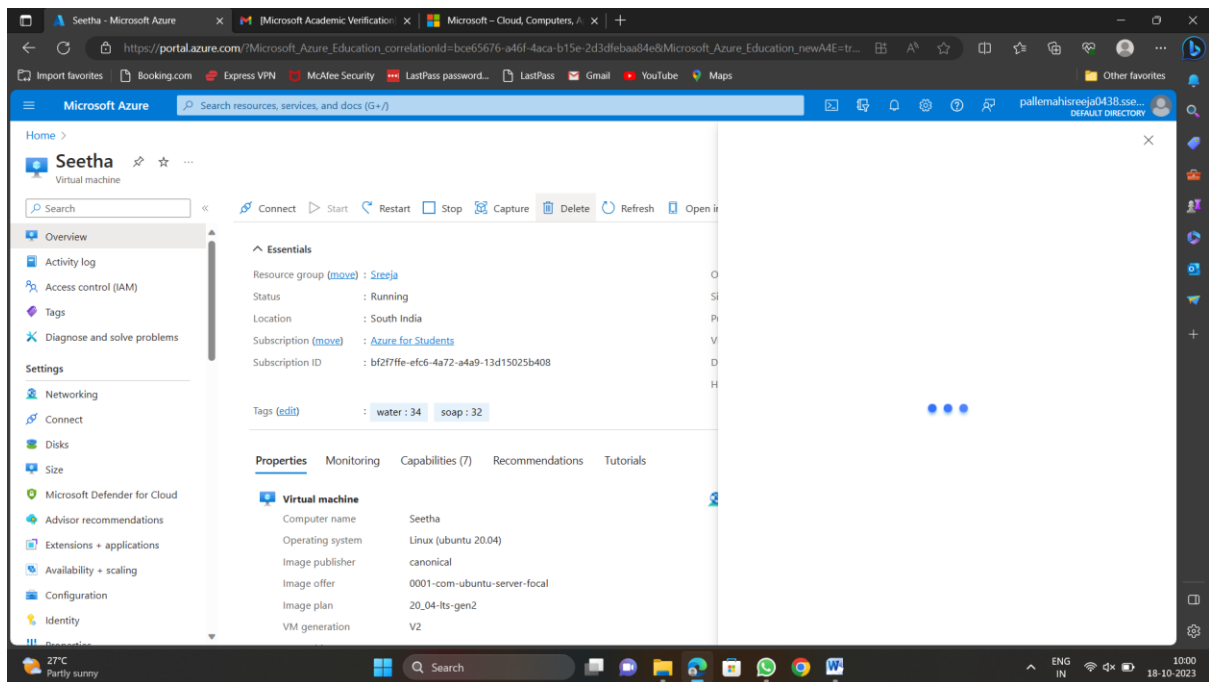 Seetha - Microsoft Azure
[Microsoft Academic Verification]
Microsoft – Cloud, Computers, A
https://portal.azure.com/?Microsoft_Azure_Education_correlationId=bce65676-a46f-4aca-b15e-2d3dfebaa84e&Microsoft_Azure_Education_newA4E=tr...
Import favorites
Booking.com
Express VPN
McAfee Security
LastPass password...
LastPass
Gmail
YouTube
Maps
Other favorites
Microsoft Azure
Search resources, services, and docs (G+/)
pallemahisreeja0438.sse...
DEFAULT DIRECTORY
Home >
Seetha
Virtual machine
Search
Connect
Start
Restart
Stop
Capture
Delete
Refresh
Open in
Overview
Activity log
Access control (IAM)
Tags
Diagnose and solve problems
Settings
Networking
Connect
Disks
Size
Microsoft Defender for Cloud
Advisor recommendations
Extensions + applications
Availability + scaling
Configuration
Identity
Essentials
Resource group (move) : Sreeja
Status : Running
Location : South India
Subscription (move) : Azure for Students
Subscription ID : bf2f7ffe-efc6-4a72-a4a9-13d15025b408
Tags (edit) : water : 34 soap : 32
Properties
Monitoring
Capabilities (7)
Recommendations
Tutorials
Virtual machine
Computer name Seetha
Operating system Linux (ubuntu 20.04)
Image publisher canonical
Image offer 0001-com-ubuntu-server-focal
Image plan 20_04-lts-gen2
VM generation V2
27°C
Partly sunny
Search
ENG
IN
10:00
18-10-2023